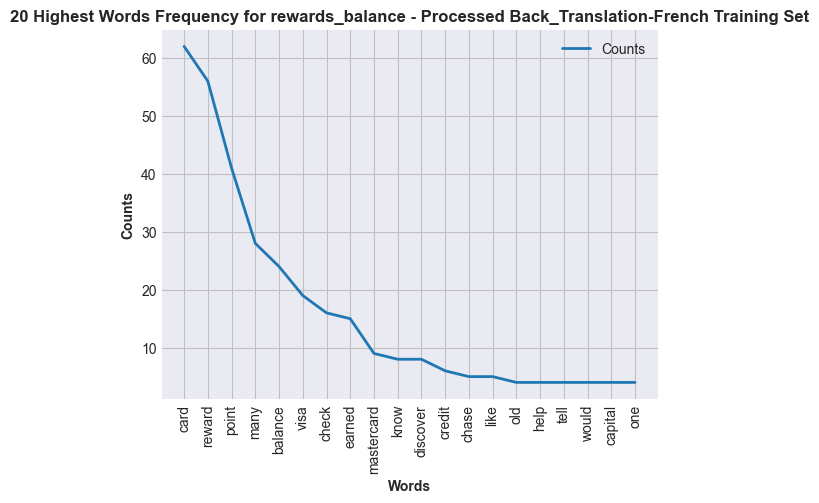 20 Highest Words Frequency for rewards_balance - Processed Back_Translation-French Training Set
Counts
60
50
40
30
20
10
Counts
card
reward
point
many
balance
visa
check
earned
mastercard
know
discover
credit
chase
like
old
help
tell
would
capital
one
Words